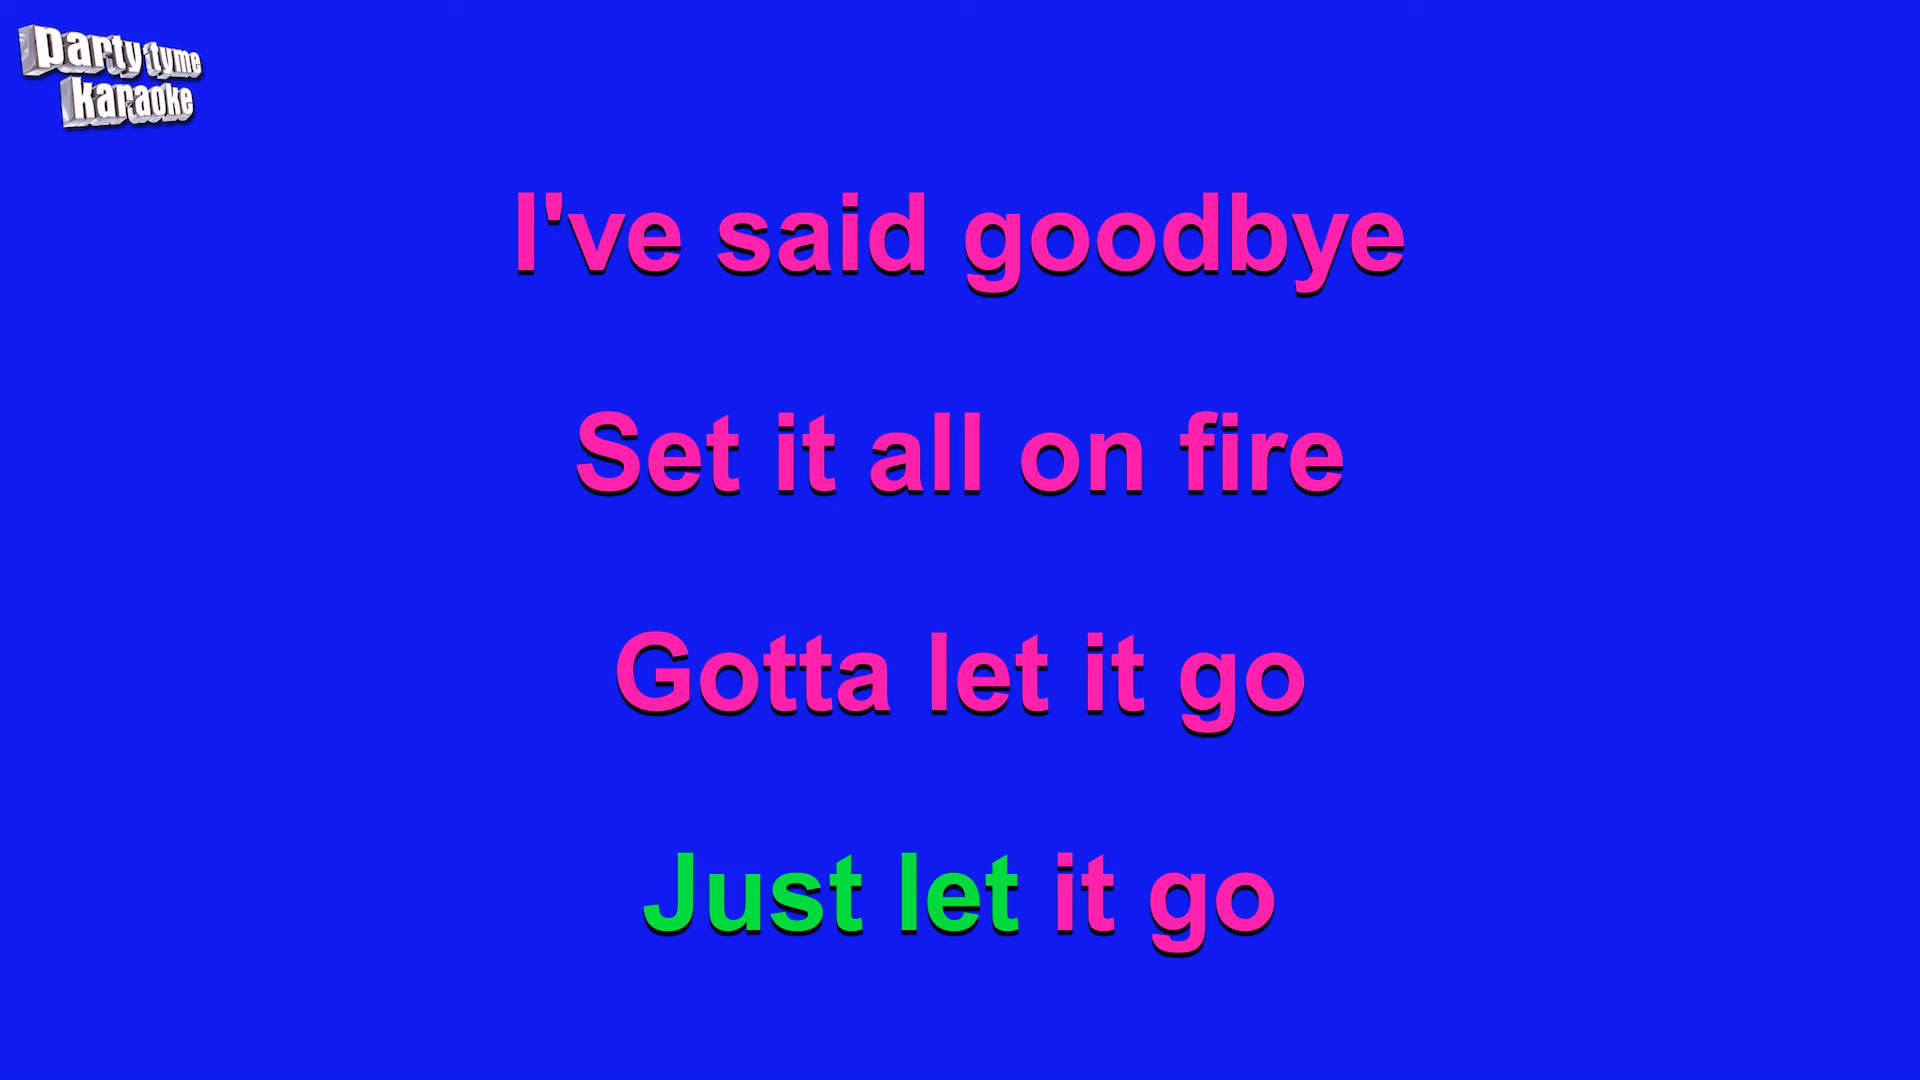 party tyme
karaoke
I've said goodbye
Set it all on fire
Gotta let it go
Just let it go